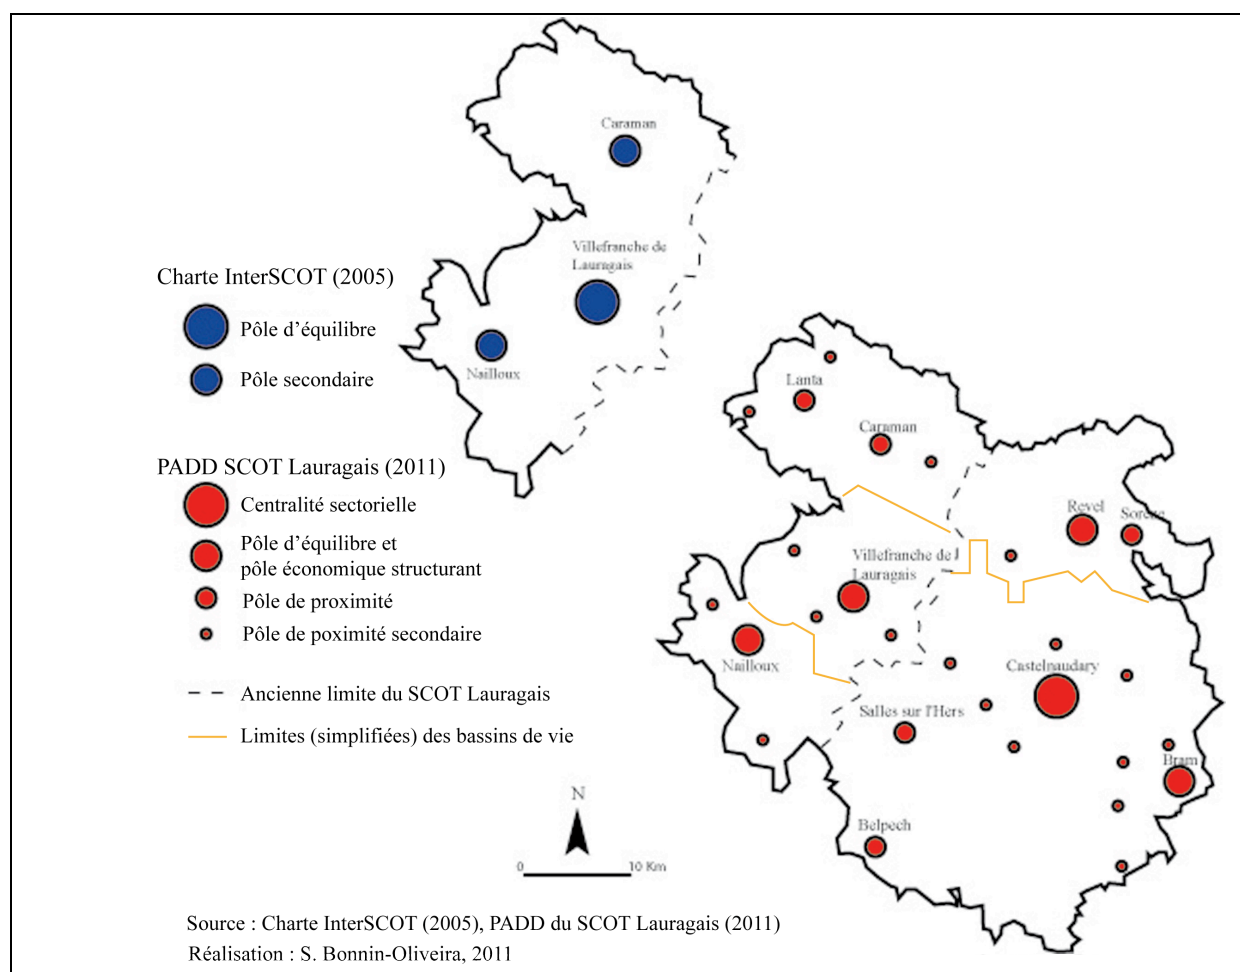 Caraman
Villefranche de
Lauragais
Nailloux
Charte InterSCOT (2005)
Pôle d'équilibre
Pôle secondaire
PADD SCOT Lauragais (2011)
Centralité sectorielle
Pôle d'équilibre et
pôle économique structurant
Pôle de proximité
Pôle de poximité secondaire
Ancienne limite du SCOT Lauragais
Limites (simplifiées) des bassins de vie
Lanta
Caraman
Revel
Sorèze
Villefranche de
Lauragais
Nailloux
Castelnaudary
Salles sur l'Hers
Bram
Belpech
N
0 10 Km
Source : Charte InterSCOT (2005), PADD du SCOT Lauragais (2011)
Réalisation : S. Bonnin-Oliveira, 2011